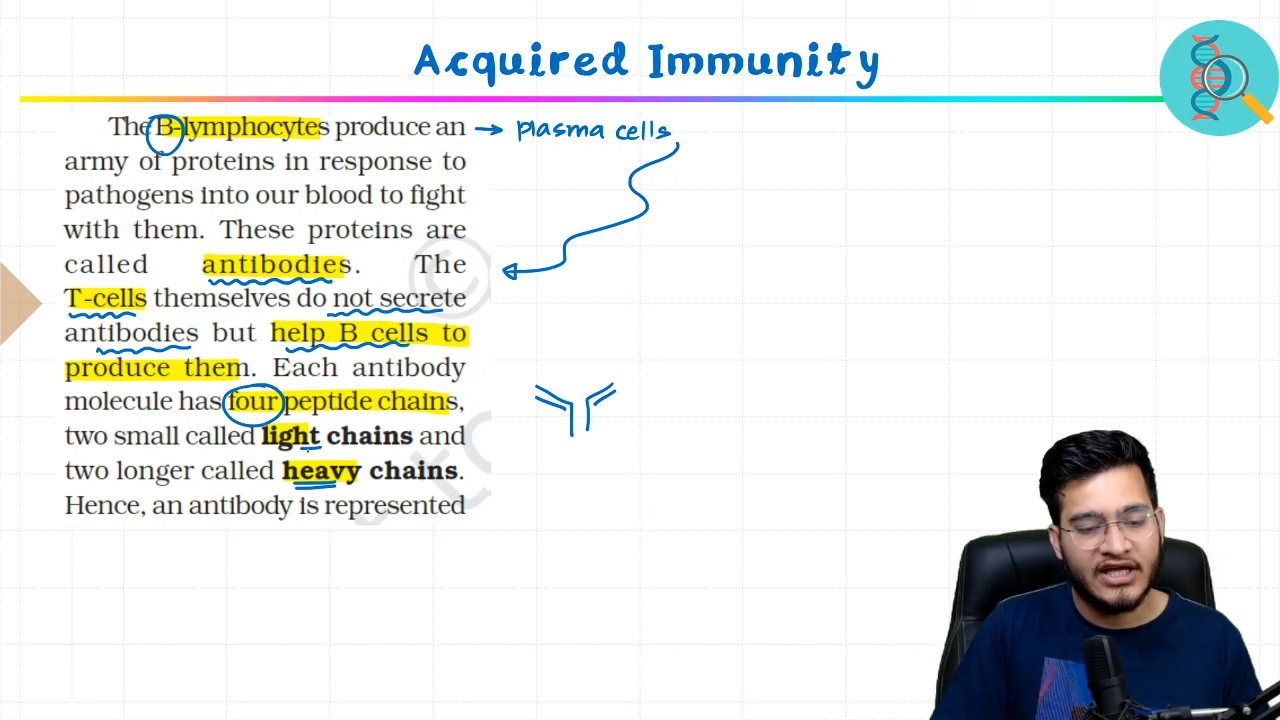 Acquired Immunity
The B-lymphocytes produce an → plasma cells
army of proteins in response to
pathogens into our blood to fight
with them. These proteins are
called antibodies. The
T-cells themselves do not secrete
antibodies but help B cells to
produce them. Each antibody
molecule has four peptide chains,
two small called light chains and
two longer called heavy chains.
Hence, an antibody is represented